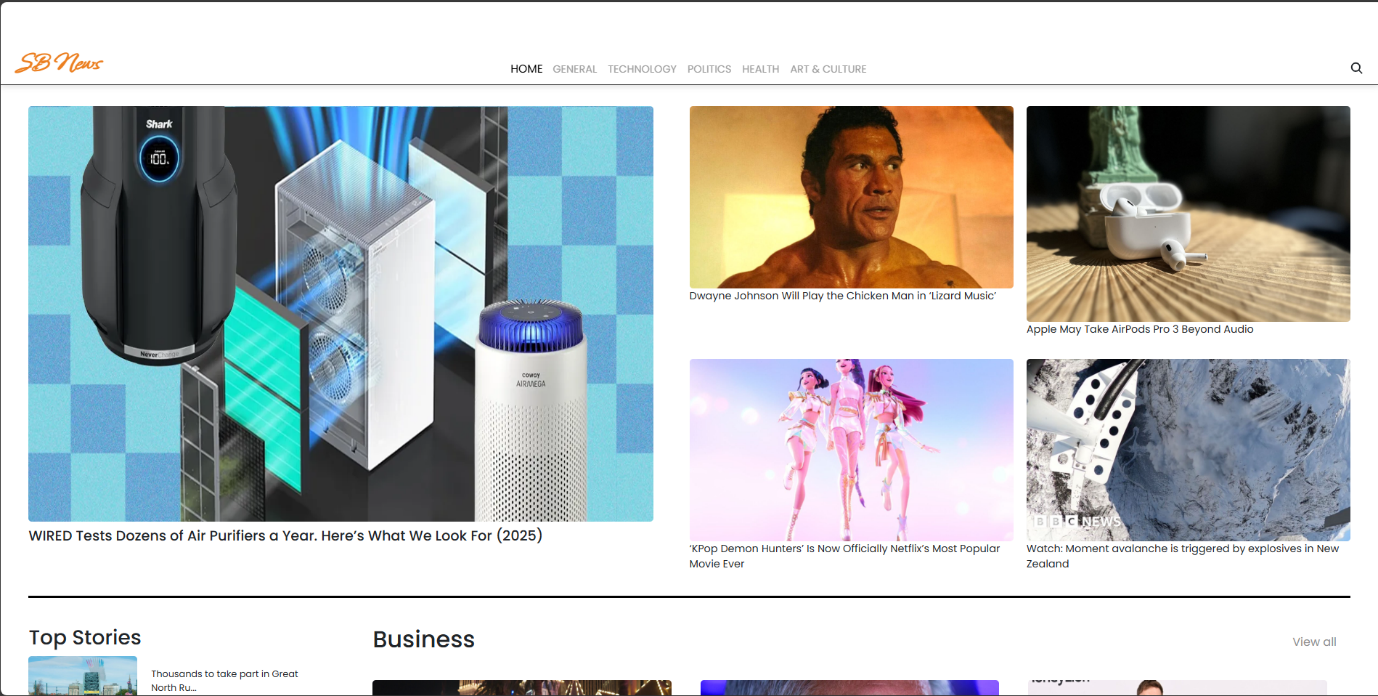 SB News
HOME GENERAL TECHNOLOGY POLITICS HEALTH ART & CULTURE
Shark
100
NeverChange
coway
AIRMEGA
WIRED Tests Dozens of Air Purifiers a Year. Here’s What We Look For (2025)
Dwayne Johnson Will Play the Chicken Man in ‘Lizard Music’
Apple May Take AirPods Pro 3 Beyond Audio
‘KPop Demon Hunters’ Is Now Officially Netflix’s Most Popular
Movie Ever
BBC NEWS
Watch: Moment avalanche is triggered by explosives in New
Zealand
Top Stories
Thousands to take part in Great
North Ru...
Business
View all